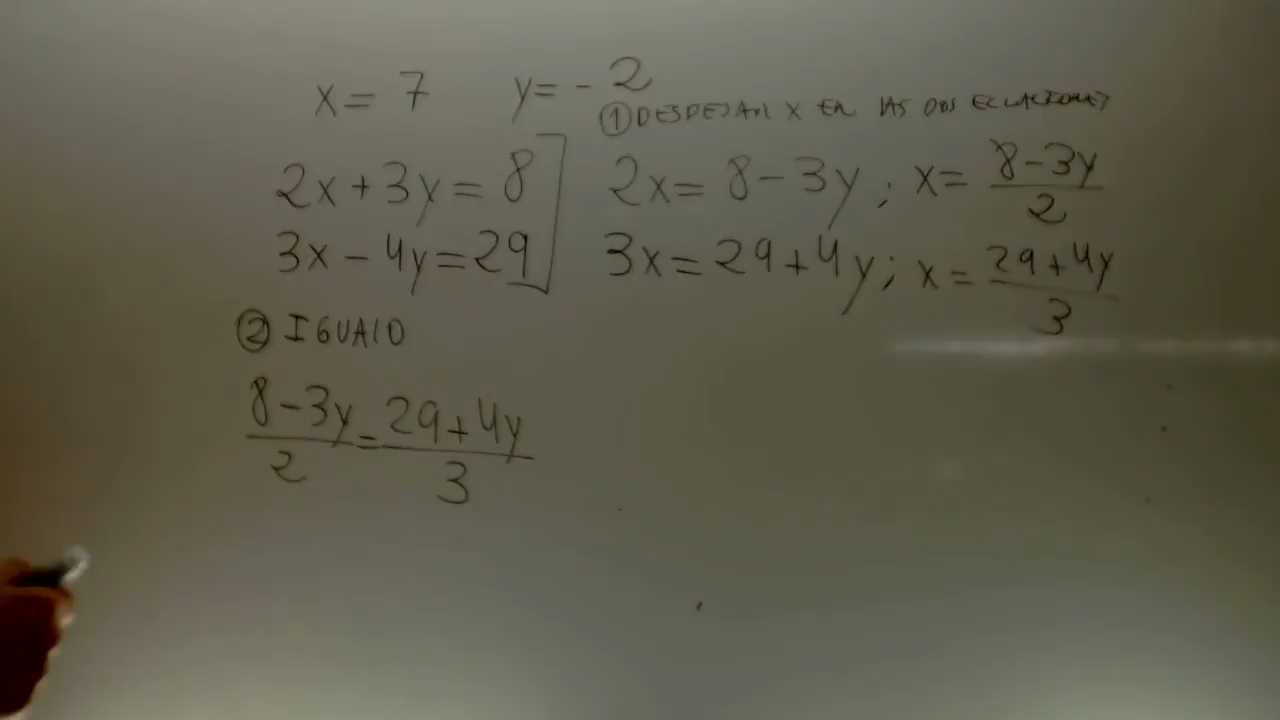 x = 7 y = - 2
① DESPEJAR X EN LAS DOS ECUACIONES
2x + 3y = 8 2x = 8 - 3y ; x = (8 - 3y)/2
3x - 4y = 29 3x = 29 + 4y ; x = (29 + 4y)/3
② IGUALO
(8 - 3y)/2 = (29 + 4y)/3